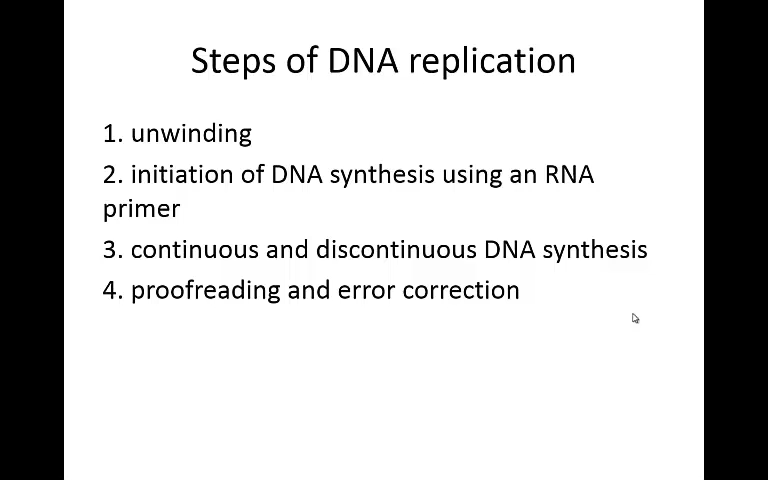 Steps of DNA replication
1. unwinding
2. initiation of DNA synthesis using an RNA
primer
3. continuous and discontinuous DNA synthesis
4. proofreading and error correction